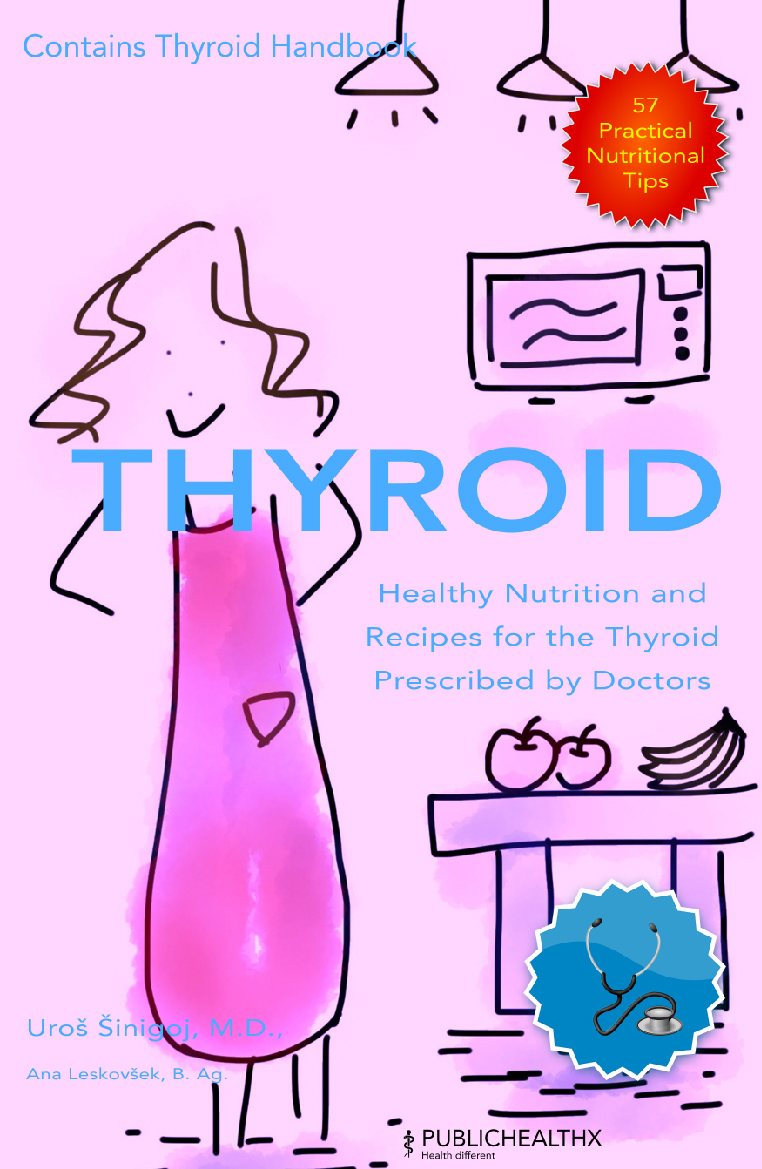 Contains Thyroid Handbook
57
Practical
Nutritional
Tips
THYROID
Healthy Nutrition and
Recipes for the Thyroid
Prescribed by Doctors
Uroš Šinigoj, M.D.,
Ana Leskovšek, B. Ag.
PUBLICHEALTHX
Health different